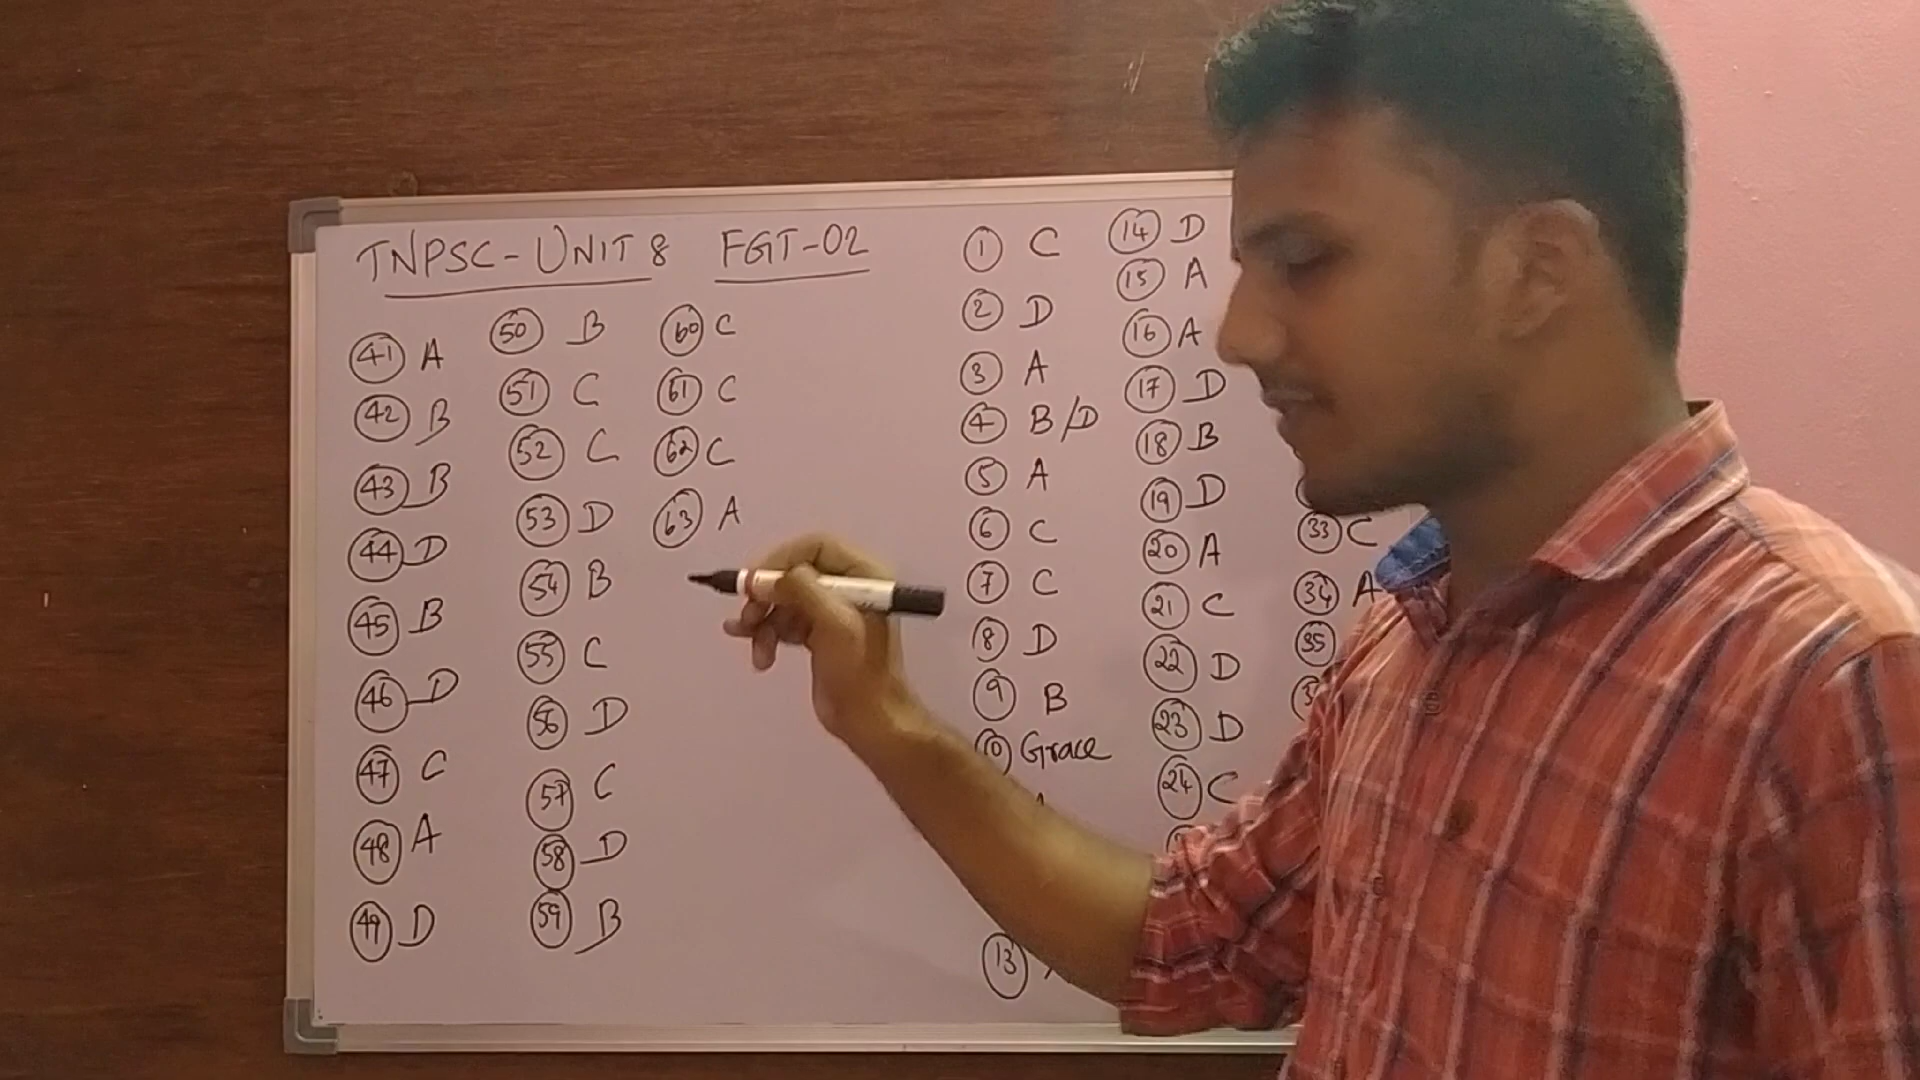 TNPSC - UNIT 8 FGT-02
41 A
42 B
43 B
44 D
45 B
46 D
47 C
48 A
49 D
50 B
51 C
52 C
53 D
54 B
55 C
56 D
57 C
58 D
59 B
60 C
61 C
62 C
63 A
1 C
2 D
3 A
4 B/D
5 A
6 C
7 C
8 D
9 B
10 Grace
13
14 D
15 A
16 A
17 D
18 B
19 D
20 A
21 C
22 D
23 D
24 C
33 C
34 A
35